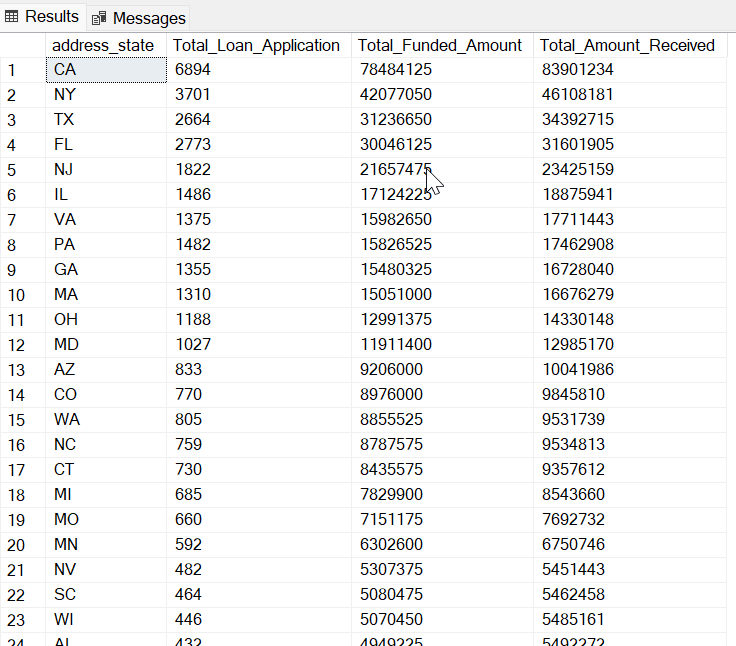 Results Messages
address_state Total_Loan_Application Total_Funded_Amount Total_Amount_Received
1 CA 6894 78484125 83901234
2 NY 3701 42077050 46108181
3 TX 2664 31236650 34392715
4 FL 2773 30046125 31601905
5 NJ 1822 21657475 23425159
6 IL 1486 17124225 18875941
7 VA 1375 15982650 17711443
8 PA 1482 15826525 17462908
9 GA 1355 15480325 16728040
10 MA 1310 15051000 16676279
11 OH 1188 12991375 14330148
12 MD 1027 11911400 12985170
13 AZ 833 9206000 10041986
14 CO 770 8976000 9845810
15 WA 805 8855525 9531739
16 NC 759 8787575 9534813
17 CT 730 8435575 9357612
18 MI 685 7829900 8543660
19 MO 660 7151175 7692732
20 MN 592 6302600 6750746
21 NV 482 5307375 5451443
22 SC 464 5080475 5462458
23 WI 446 5070450 5485161
24 432 4949225 5492272